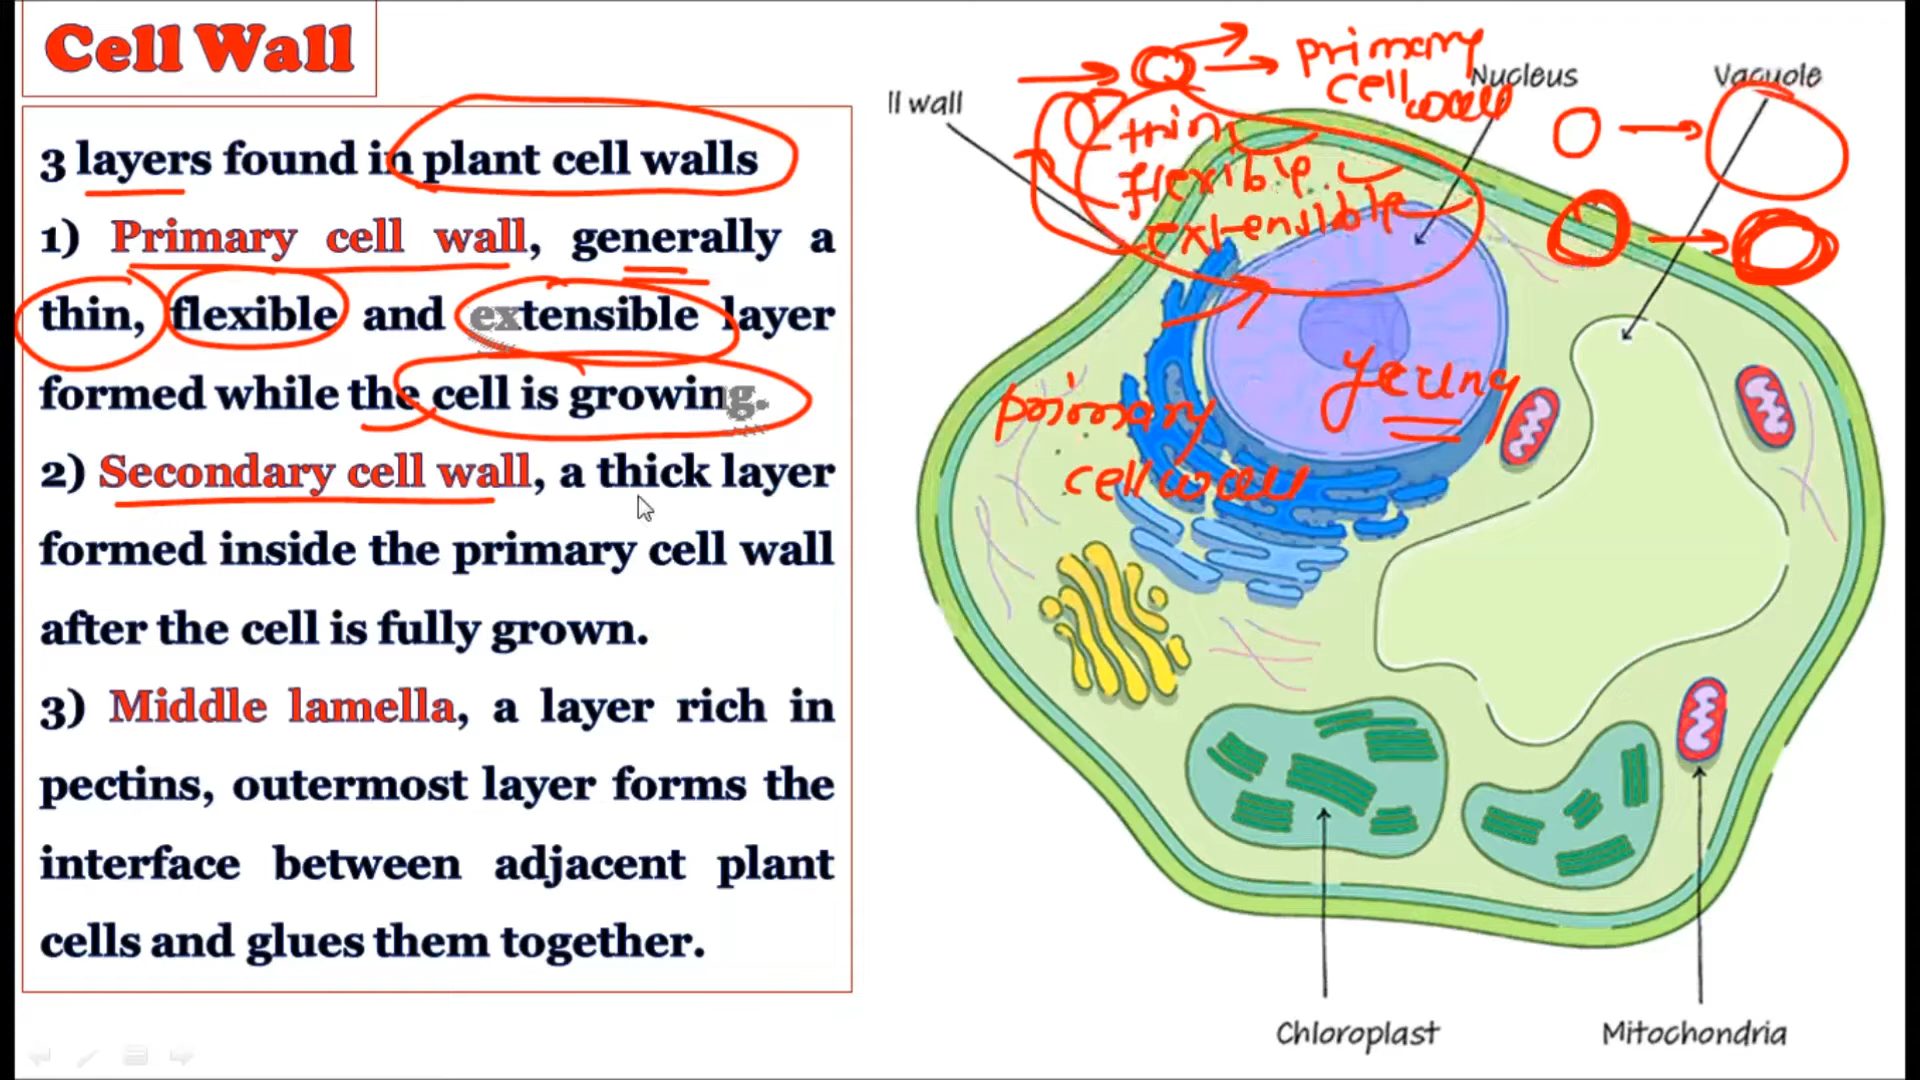 Cell Wall
3 layers found in plant cell walls
1) Primary cell wall, generally a
thin, flexible and extensible layer
formed while the cell is growing.
2) Secondary cell wall, a thick layer
formed inside the primary cell wall
after the cell is fully grown.
3) Middle lamella, a layer rich in
pectins, outermost layer forms the
interface between adjacent plant
cells and glues them together.
primary
cell wall
Nucleus
Vacuole
ll wall
thin
flexible
extensible
young
primary
cell wall
Chloroplast
Mitochondria